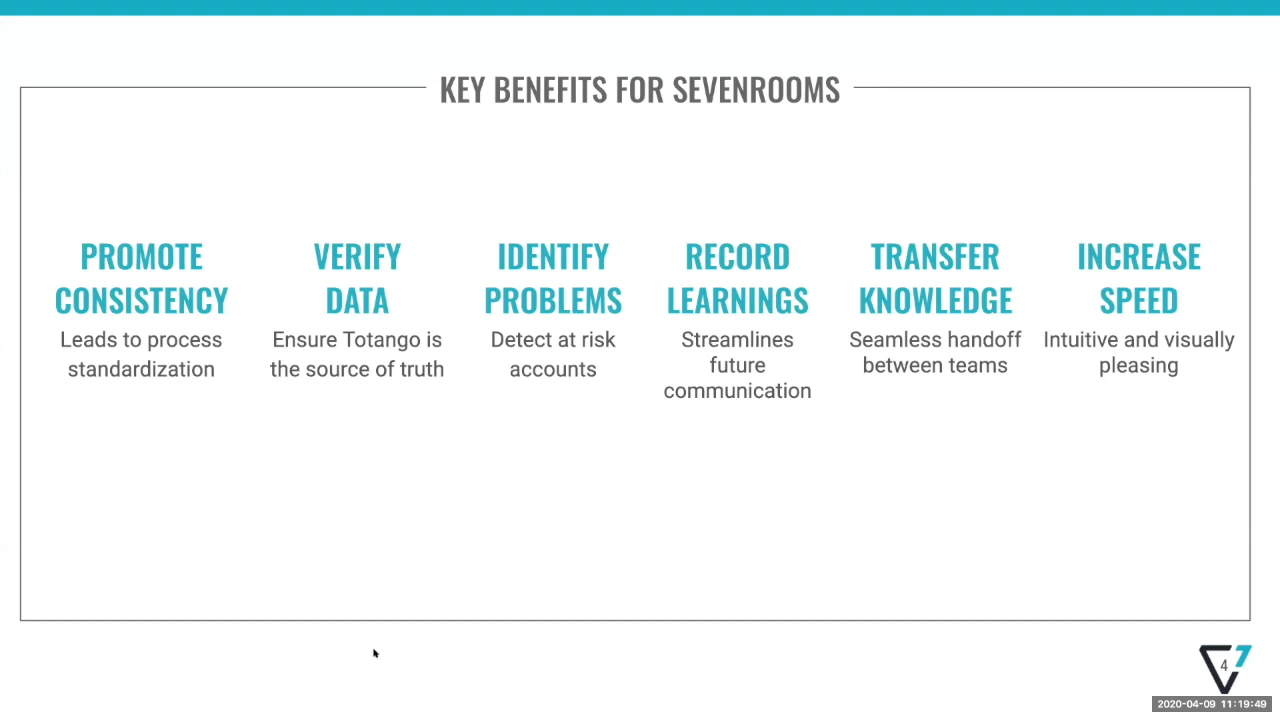 KEY BENEFITS FOR SEVENROOMS
PROMOTE
CONSISTENCY
Leads to process
standardization
VERIFY
DATA
Ensure Totango is
the source of truth
IDENTIFY
PROBLEMS
Detect at risk
accounts
RECORD
LEARNINGS
Streamlines
future
communication
TRANSFER
KNOWLEDGE
Seamless handoff
between teams
INCREASE
SPEED
Intuitive and visually
pleasing
4
7
2020-04-09 11:19:49